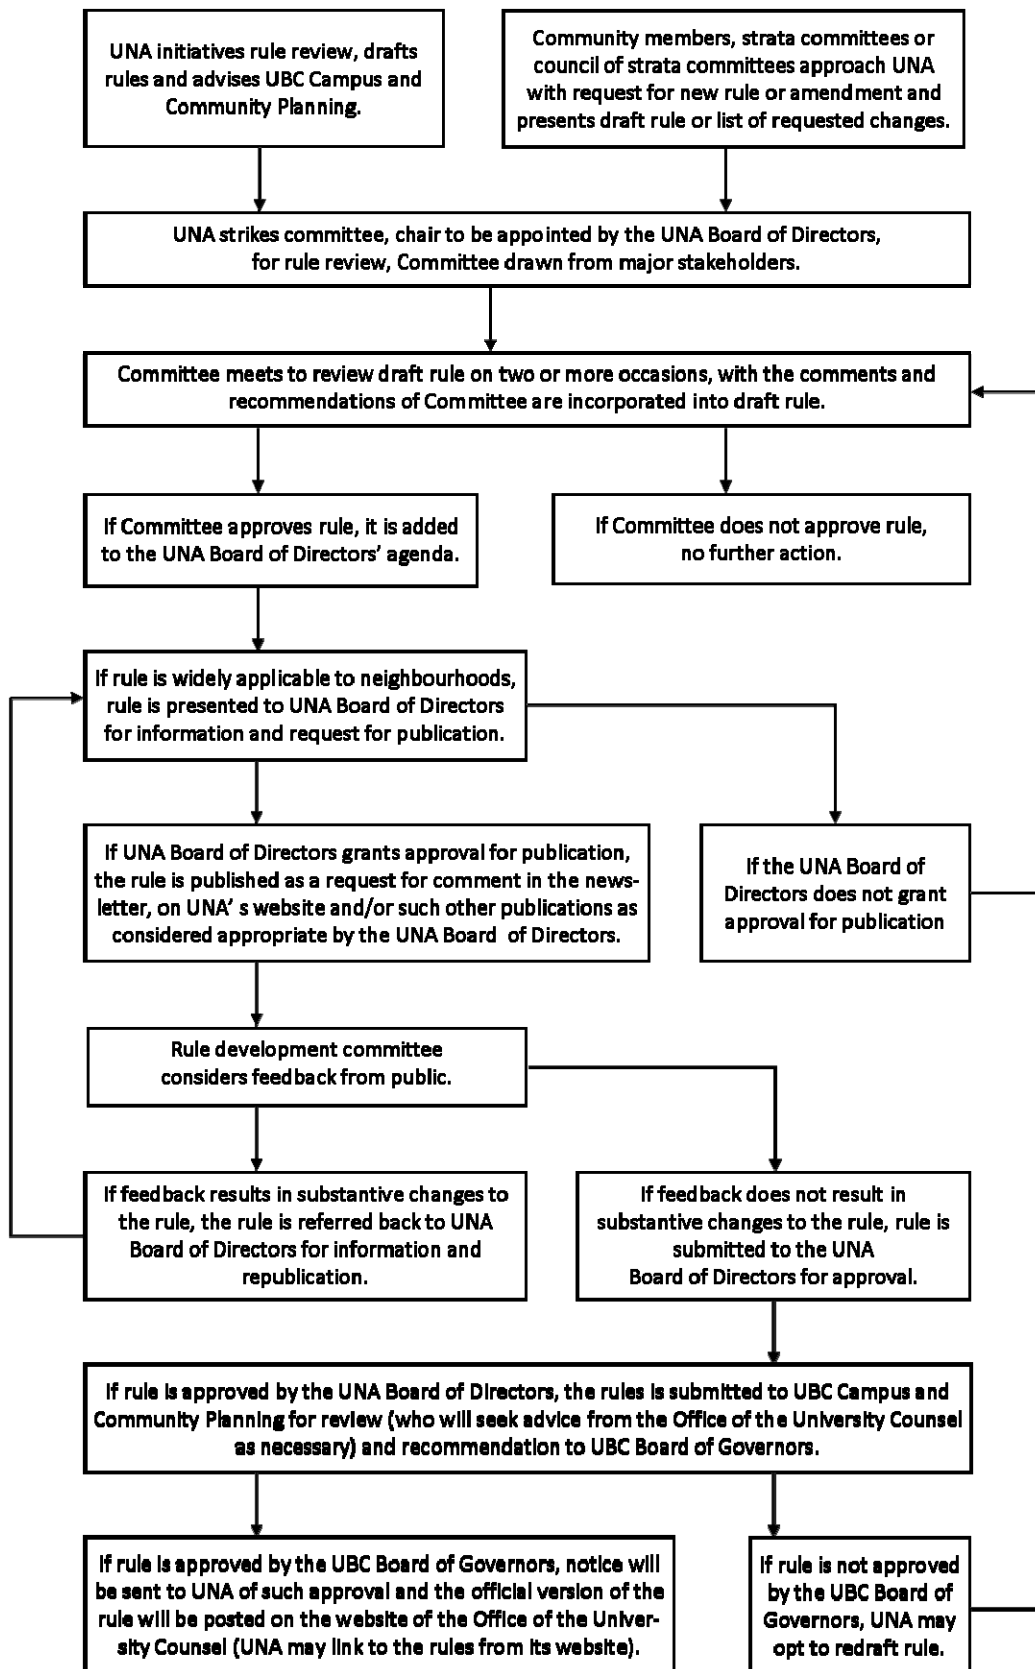 UNA initiatives rule review, drafts
rules and advises UBC Campus and
Community Planning.
Community members, strata committees or
council of strata committees approach UNA
with request for new rule or amendment and
presents draft rule or list of requested changes.
UNA strikes committee, chair to be appointed by the UNA Board of Directors,
for rule review, Committee drawn from major stakeholders.
Committee meets to review draft rule on two or more occasions, with the comments and
recommendations of Committee are incorporated into draft rule.
If Committee approves rule, it is added
to the UNA Board of Directors' agenda.
If Committee does not approve rule,
no further action.
If rule is widely applicable to neighbourhoods,
rule is presented to UNA Board of Directors
for information and request for publication.
If UNA Board of Directors grants approval for publication,
the rule is published as a request for comment in the news-
letter, on UNA' s website and/or such other publications as
considered appropriate by the UNA Board of Directors.
If the UNA Board of
Directors does not grant
approval for publication
Rule development committee
considers feedback from public.
If feedback results in substantive changes to
the rule, the rule is referred back to UNA
Board of Directors for information and
republication.
If feedback does not result in
substantive changes to the rule, rule is
submitted to the UNA
Board of Directors for approval.
If rule is approved by the UNA Board of Directors, the rules is submitted to UBC Campus and
Community Planning for review (who will seek advice from the Office of the University Counsel
as necessary) and recommendation to UBC Board of Governors.
If rule is approved by the UBC Board of Governors, notice will
be sent to UNA of such approval and the official version of the
rule will be posted on the website of the Office of the Univer-
sity Counsel (UNA may link to the rules from its website).
If rule is not approved
by the UBC Board of
Governors, UNA may
opt to redraft rule.